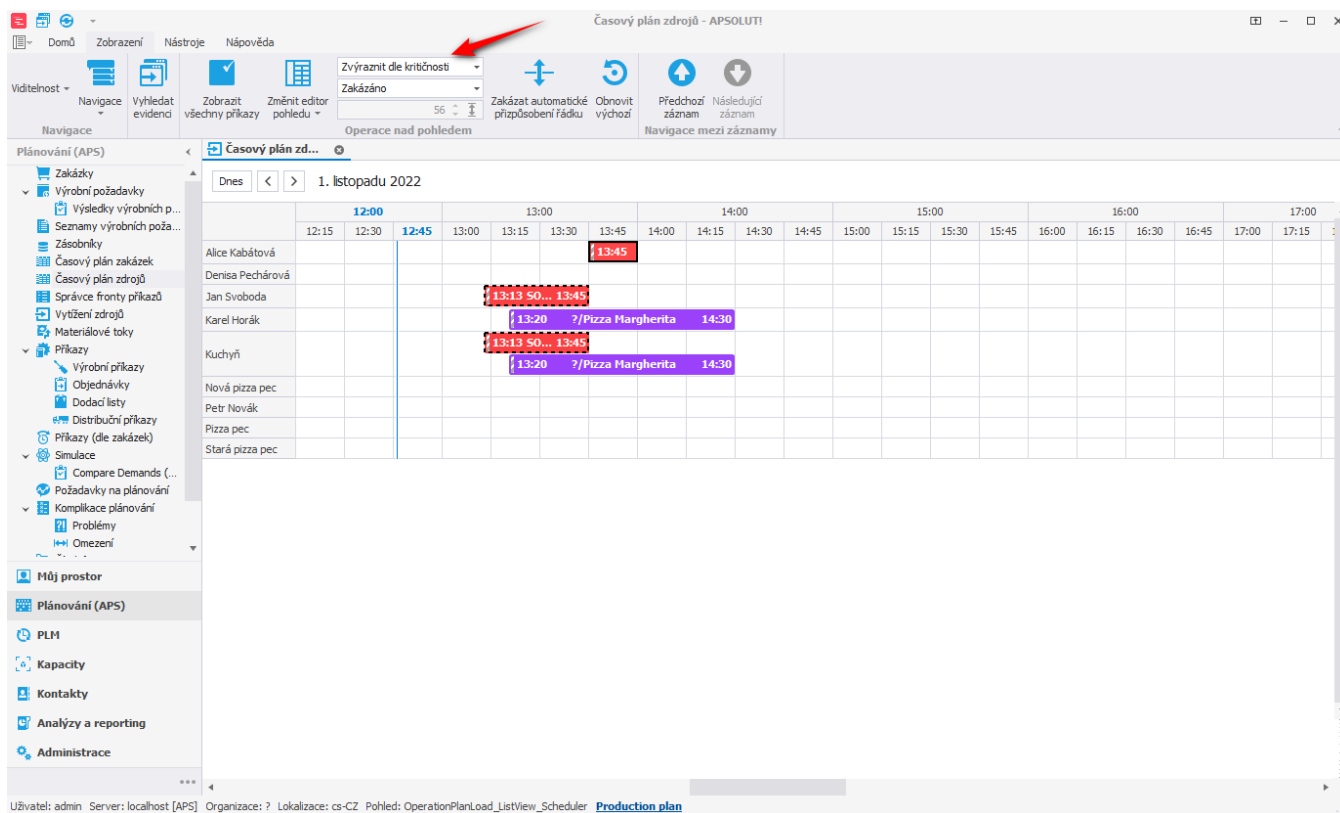 Časový plán zdrojů - APSOLUT!
Domů Zobrazení Nástroje Nápověda
Viditelnost
Navigace
Vyhledat evidenci
Zobrazit všechny příkazy
Změnit editor pohledu
Zvýraznit dle kritičnosti
Zakázáno
56
Zakázat automatické přizpůsobení řádku
Obnovit výchozí
Předchozí záznam
Následující záznam
Navigace
Operace nad pohledem
Navigace mezi záznamy
Plánování (APS)
Zakázky
Výrobní požadavky
Výsledky výrobních p...
Seznamy výrobních poža...
Zásobníky
Časový plán zakázek
Časový plán zdrojů
Správce fronty příkazů
Vytížení zdrojů
Materiálové toky
Příkazy
Výrobní příkazy
Objednávky
Dodací listy
Distribuční příkazy
Příkazy (dle zakázek)
Simulace
Compare Demands (...
Požadavky na plánování
Komplikace plánování
Problémy
Omezení
Můj prostor
Plánování (APS)
PLM
Kapacity
Kontakty
Analýzy a reporting
Administrace
Časový plán zd...
Dnes < > 1. listopadu 2022
12:00 13:00 14:00 15:00 16:00 17:00
12:15 12:30 12:45 13:00 13:15 13:30 13:45 14:00 14:15 14:30 14:45 15:00 15:15 15:30 15:45 16:00 16:15 16:30 16:45 17:00 17:15
Alice Kabátová 13:45
Denisa Pechárová
Jan Svoboda 13:13 SO... 13:45
Karel Horák 13:20 ?/Pizza Margherita 14:30
Kuchyň 13:13 SO... 13:45
13:20 ?/Pizza Margherita 14:30
Nová pizza pec
Petr Novák
Pizza pec
Stará pizza pec
Uživatel: admin Server: localhost [APS] Organizace: ? Lokalizace: cs-CZ Pohled: OperationPlanLoad_ListView_Scheduler Production plan